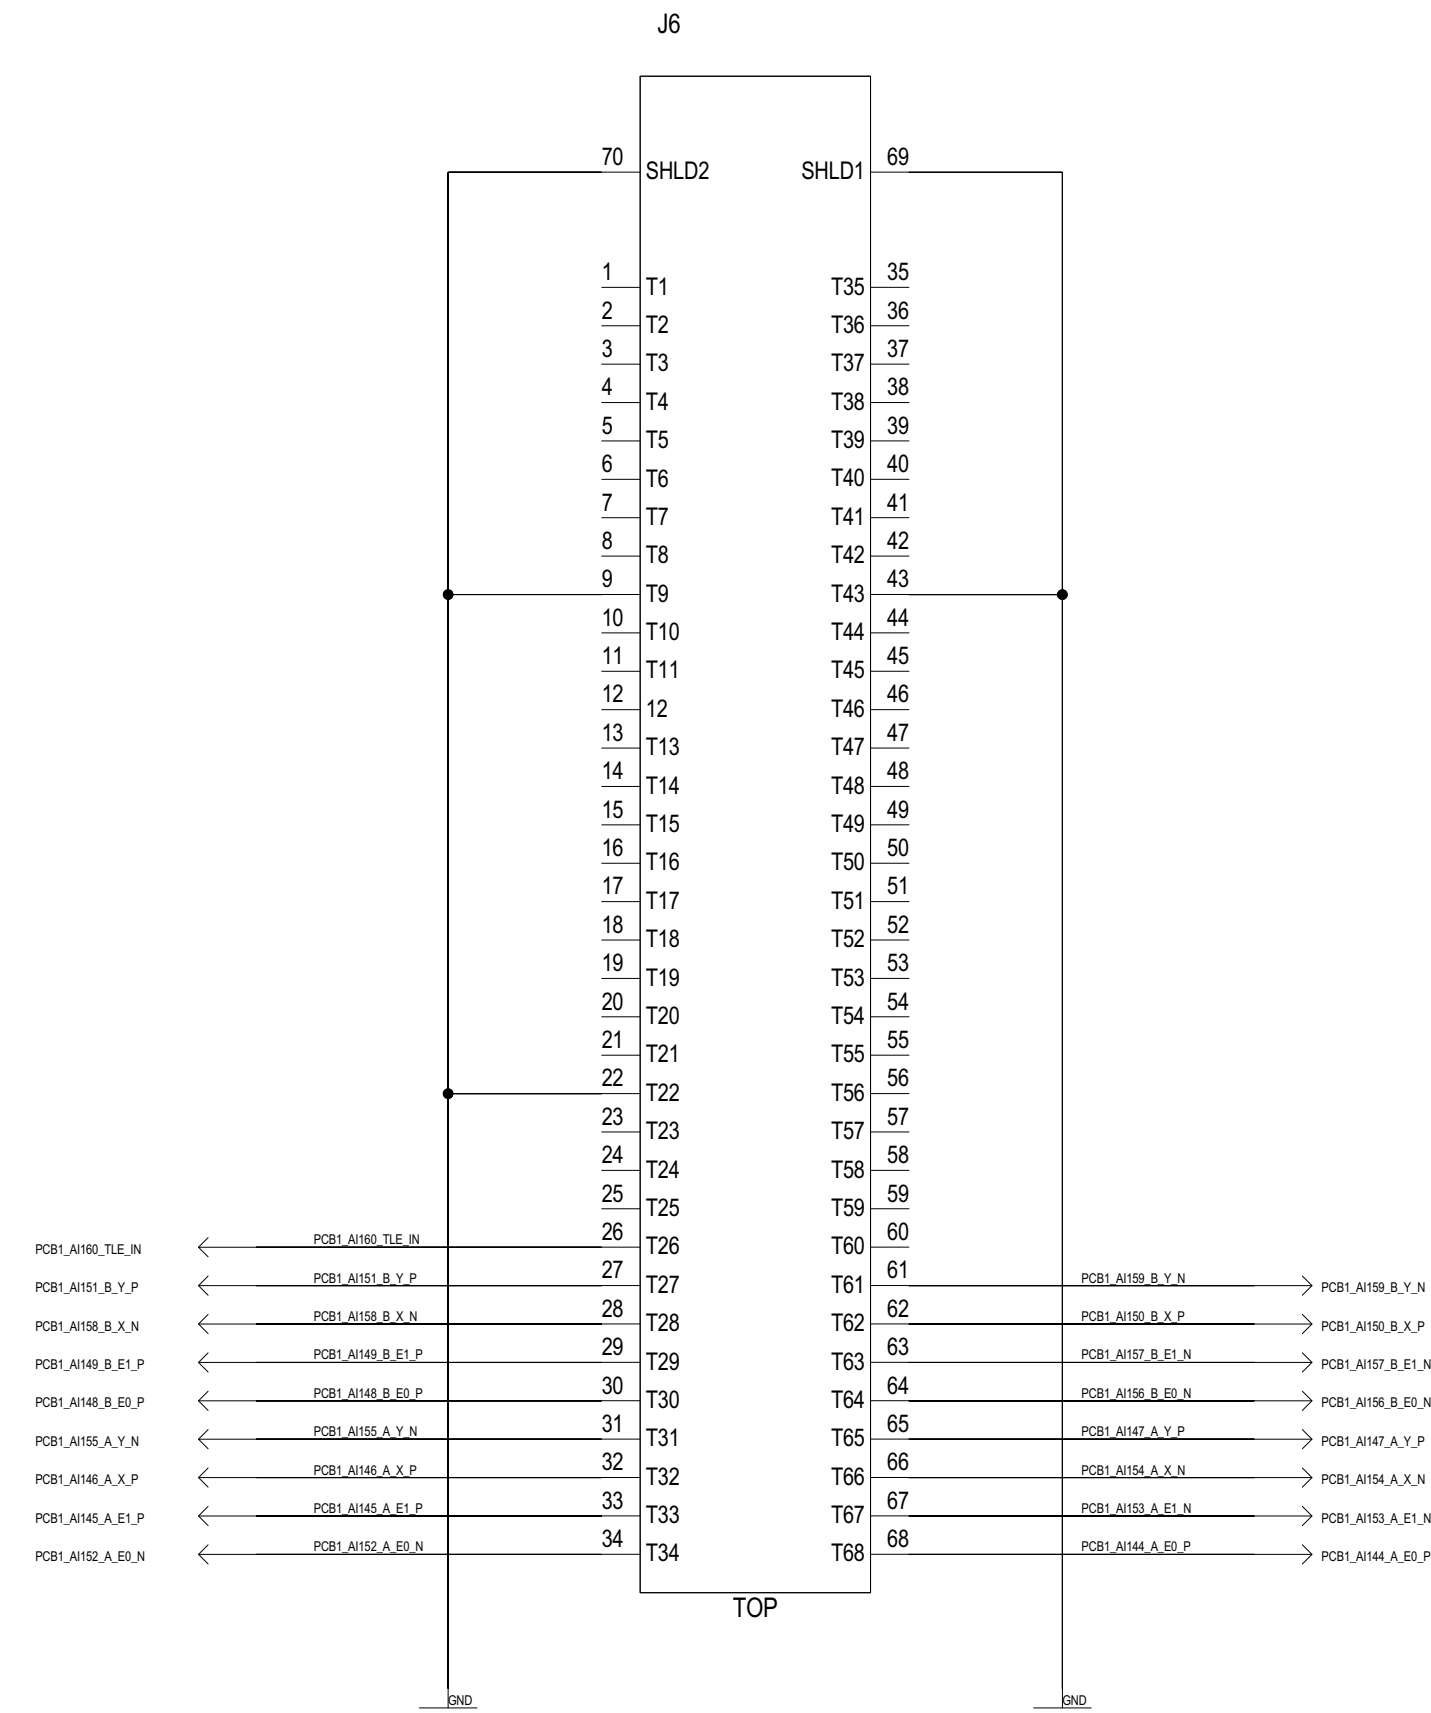 J6
70 SHLD2 SHLD1 69
1 T1 T35 35
2 T2 T36 36
3 T3 T37 37
4 T4 T38 38
5 T5 T39 39
6 T6 T40 40
7 T7 T41 41
8 T8 T42 42
9 T9 T43 43
10 T10 T44 44
11 T11 T45 45
12 12 T46 46
13 T13 T47 47
14 T14 T48 48
15 T15 T49 49
16 T16 T50 50
17 T17 T51 51
18 T18 T52 52
19 T19 T53 53
20 T20 T54 54
21 T21 T55 55
22 T22 T56 56
23 T23 T57 57
24 T24 T58 58
25 T25 T59 59
PCB1_AI160_TLE_IN PCB1_AI160_TLE_IN 26 T26 T60 60
PCB1_AI151_B_Y_P PCB1_AI151_B_Y_P 27 T27 T61 61 PCB1_AI159_B_Y_N PCB1_AI159_B_Y_N
PCB1_AI158_B_X_N PCB1_AI158_B_X_N 28 T28 T62 62 PCB1_AI150_B_X_P PCB1_AI150_B_X_P
PCB1_AI149_B_E1_P PCB1_AI149_B_E1_P 29 T29 T63 63 PCB1_AI157_B_E1_N PCB1_AI157_B_E1_N
PCB1_AI148_B_E0_P PCB1_AI148_B_E0_P 30 T30 T64 64 PCB1_AI156_B_E0_N PCB1_AI156_B_E0_N
PCB1_AI155_A_Y_N PCB1_AI155_A_Y_N 31 T31 T65 65 PCB1_AI147_A_Y_P PCB1_AI147_A_Y_P
PCB1_AI146_A_X_P PCB1_AI146_A_X_P 32 T32 T66 66 PCB1_AI154_A_X_N PCB1_AI154_A_X_N
PCB1_AI145_A_E1_P PCB1_AI145_A_E1_P 33 T33 T67 67 PCB1_AI153_A_E1_N PCB1_AI153_A_E1_N
PCB1_AI152_A_E0_N PCB1_AI152_A_E0_N 34 T34 T68 68 PCB1_AI144_A_E0_P PCB1_AI144_A_E0_P
TOP
GND GND